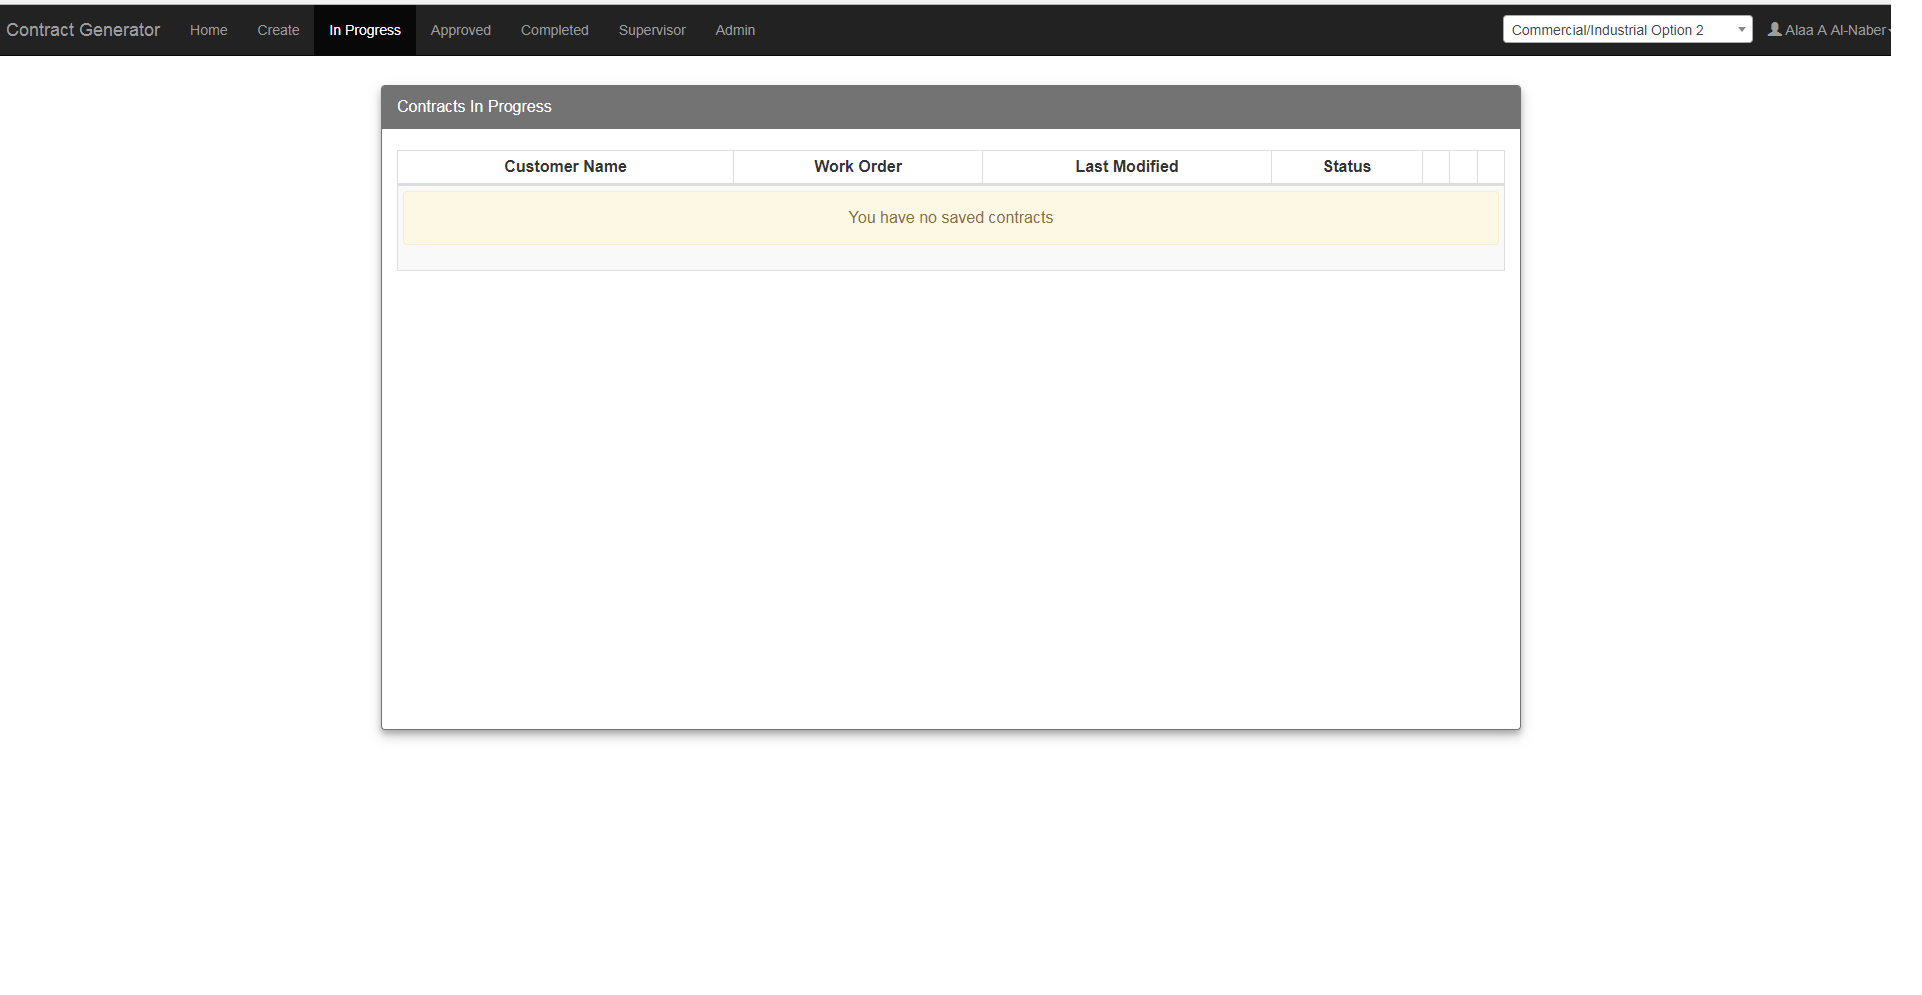 Contract Generator Home Create In Progress Approved Completed Supervisor Admin Commercial/Industrial Option 2 Alaa A Al-Naber
Contracts In Progress
Customer Name Work Order Last Modified Status
You have no saved contracts